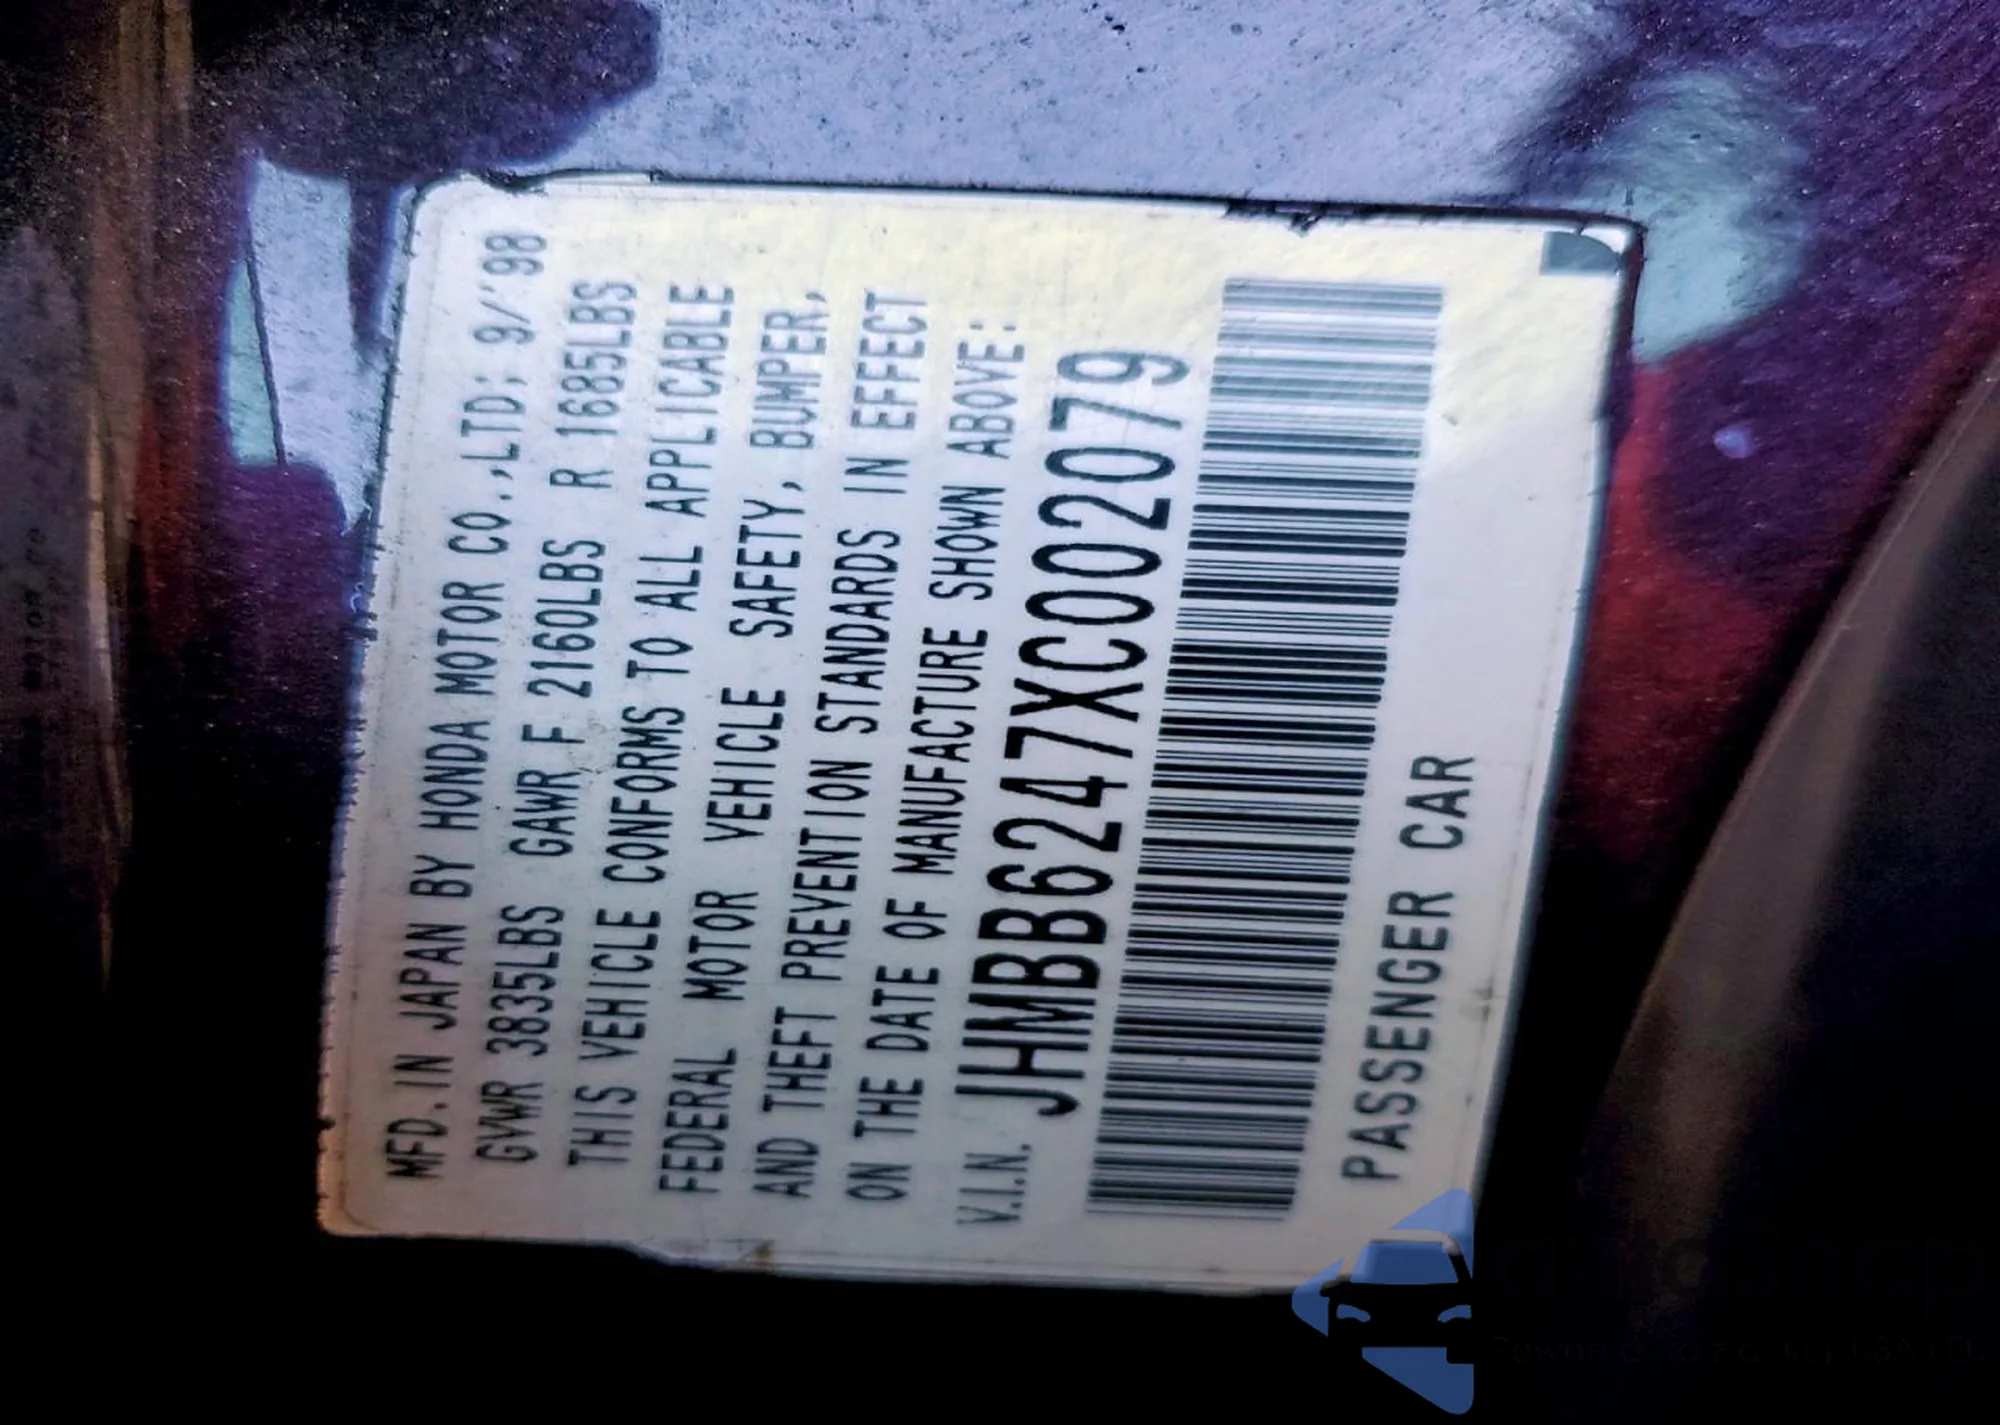 MFD. IN JAPAN BY HONDA MOTOR CO.,LTD; 9/'98
GVWR 3835LBS GAWR F 2160LBS R 1685LBS
THIS VEHICLE CONFORMS TO ALL APPLICABLE
FEDERAL MOTOR VEHICLE SAFETY, BUMPER,
AND THEFT PREVENTION STANDARDS IN EFFECT
ON THE DATE OF MANUFACTURE SHOWN ABOVE:
V.I.N. JHMBB6247XC002079
PASSENGER CAR